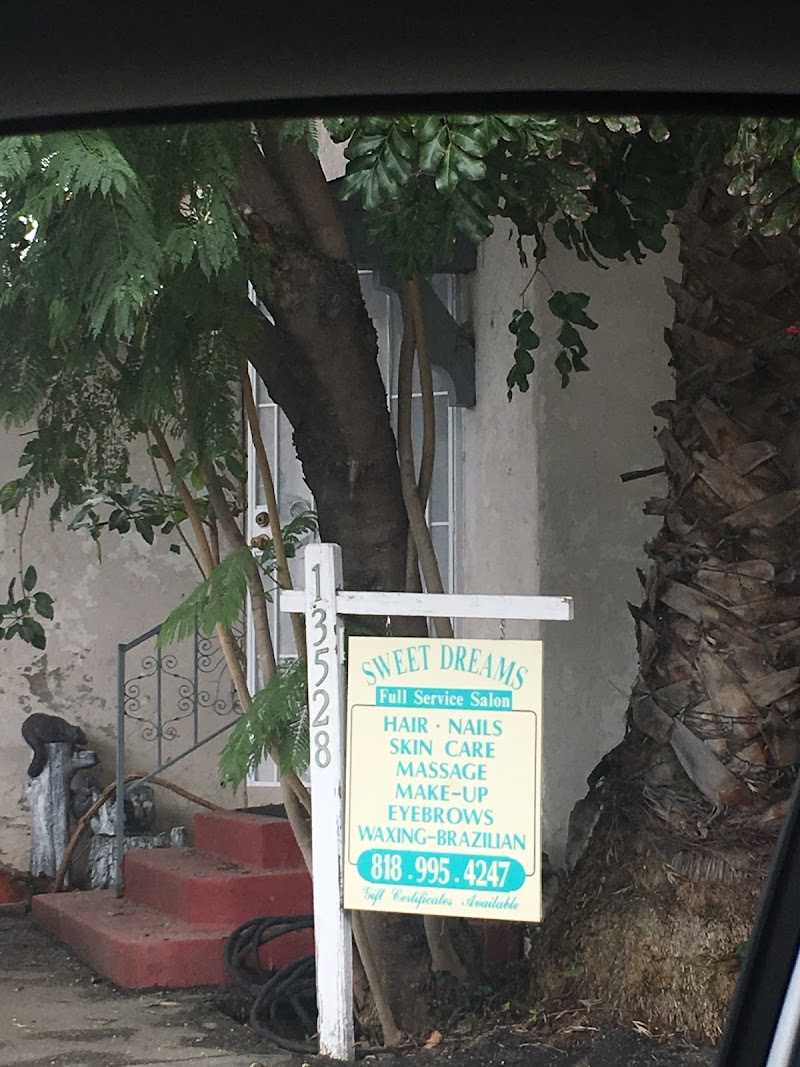 13528
SWEET DREAMS
Full Service Salon
HAIR · NAILS
SKIN CARE
MASSAGE
MAKE-UP
EYEBROWS
WAXING-BRAZILIAN
818.995.4247
Gift Certificates Available